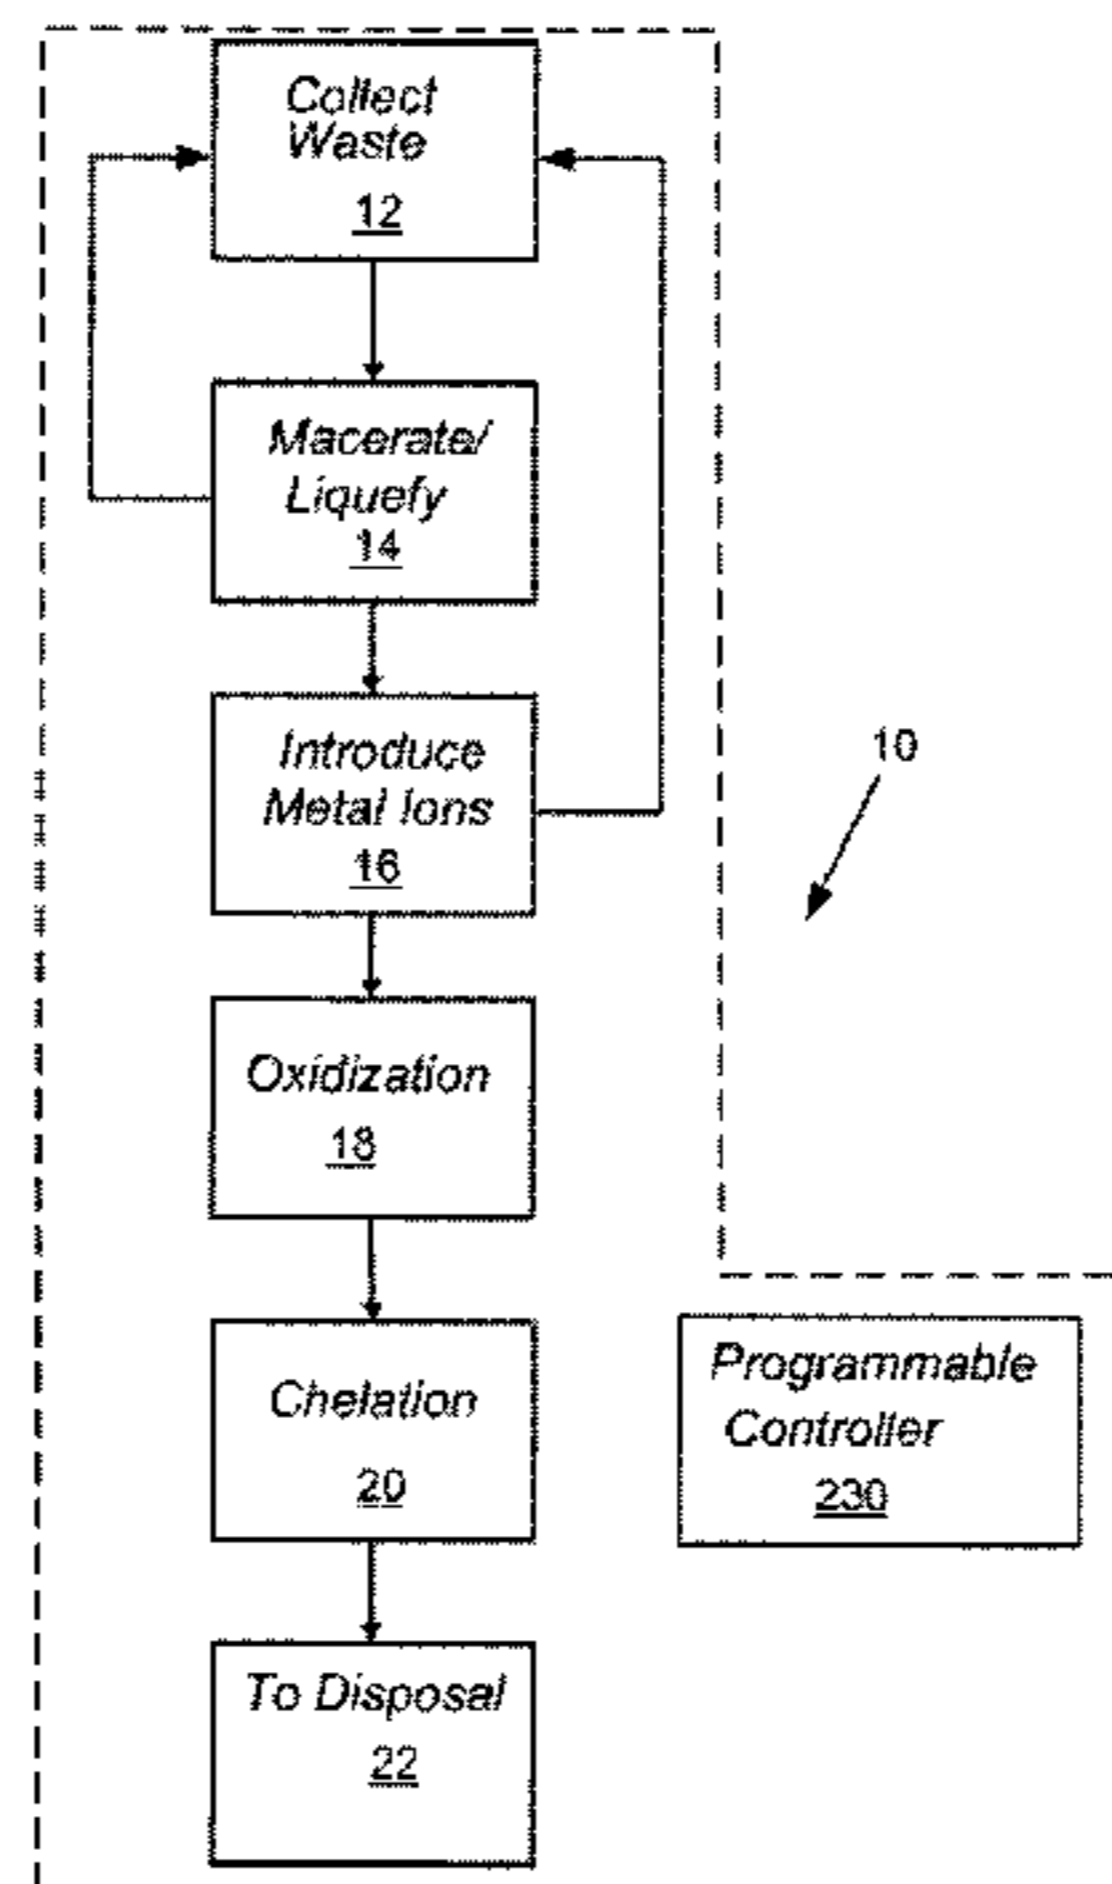 Collect
Waste
12
Macerate/
Liquefy
14
Introduce
Metal Ions
16
10
Oxidization
18
Chelation
20
Programmable
Controller
230
To Disposal
22